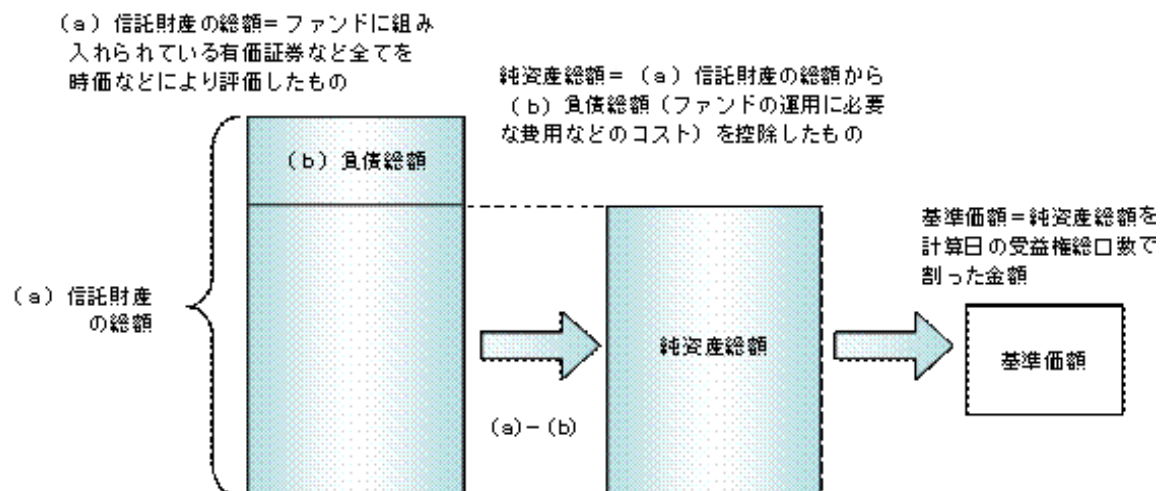 (a)信託財産の総額=ファンドに組み
入れられている有価証券など全てを
時価などにより評価したもの
純資産総額=(a)信託財産の総額から
(b)負債総額(ファンドの運用に必要
な費用などのコスト)を控除したもの
(b)負債総額
基準価額=純資産総額を
計算日の受益権総口数で
割った金額
(a)信託財産
の総額
純資産総額
基準価額
(a)-(b)